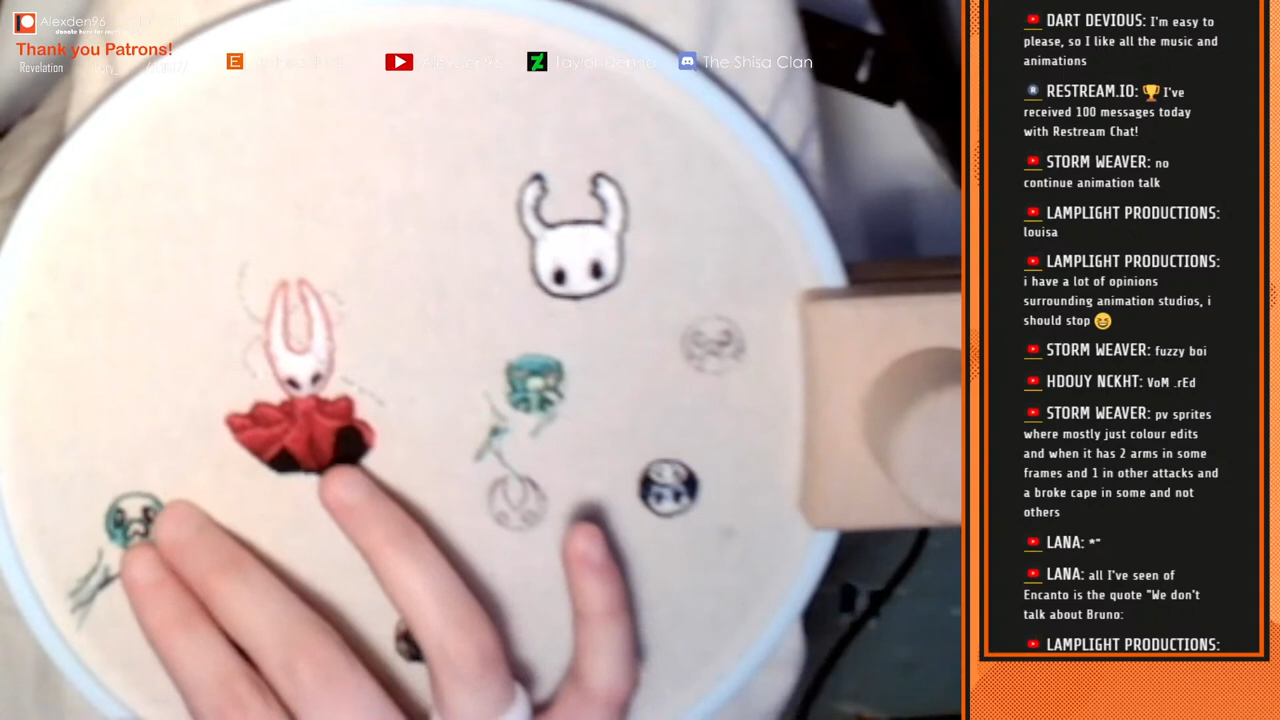 Alexden96
Thank you Patrons!
Revelation
Alexden96
The Shisa Clan
DART DEVIOUS: I'm easy to
please, so I like all the music and
animations
RESTREAM.IO: 🏆 I've
received 100 messages today
with Restream Chat!
STORM WEAVER: no
continue animation talk
LAMPLIGHT PRODUCTIONS:
louisa
LAMPLIGHT PRODUCTIONS:
i have a lot of opinions
surrounding animation studios, i
should stop 😆
STORM WEAVER: fuzzy boi
HDOUY NCKHT: VoM .rEd
STORM WEAVER: pv sprites
where mostly just colour edits
and when it has 2 arms in some
frames and 1 in other attacks and
a broke cape in some and not
others
LANA: *"
LANA: all I've seen of
Encanto is the quote "We don't
talk about Bruno:
LAMPLIGHT PRODUCTIONS: